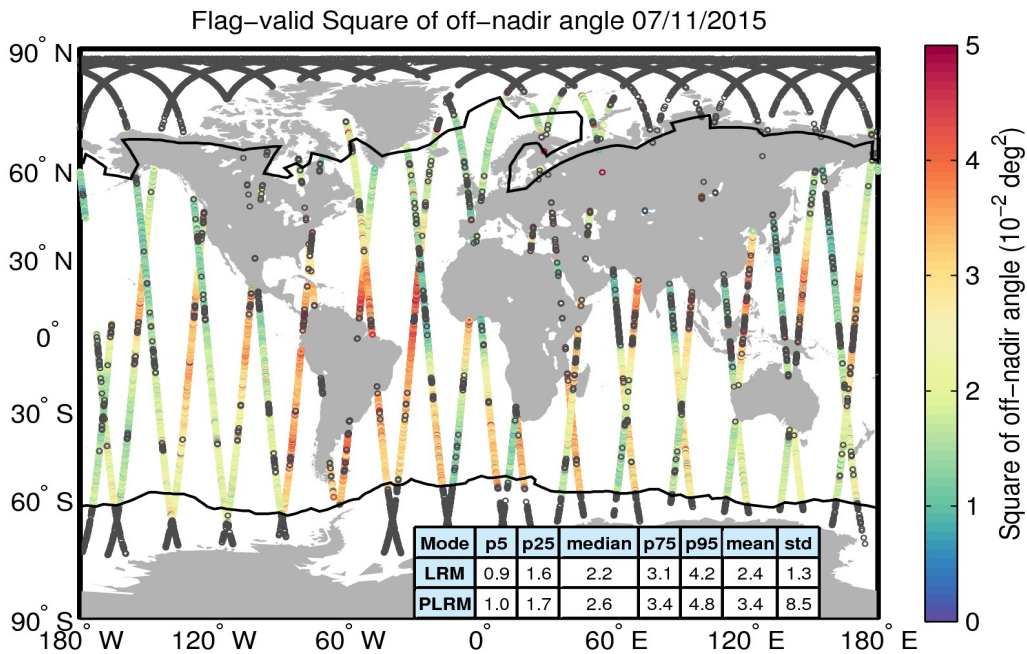 Flag−valid Square of off−nadir angle 07/11/2015
90° N
60° N
30° N
0°
30° S
60° S
90° S
180° W
120° W
60° W
0°
60° E
120° E
180° E
Mode p5 p25 median p75 p95 mean std
LRM 0.9 1.6 2.2 3.1 4.2 2.4 1.3
PLRM 1.0 1.7 2.6 3.4 4.8 3.4 8.5
5
4
3
2
1
0
Square of off−nadir angle (10⁻² deg²)